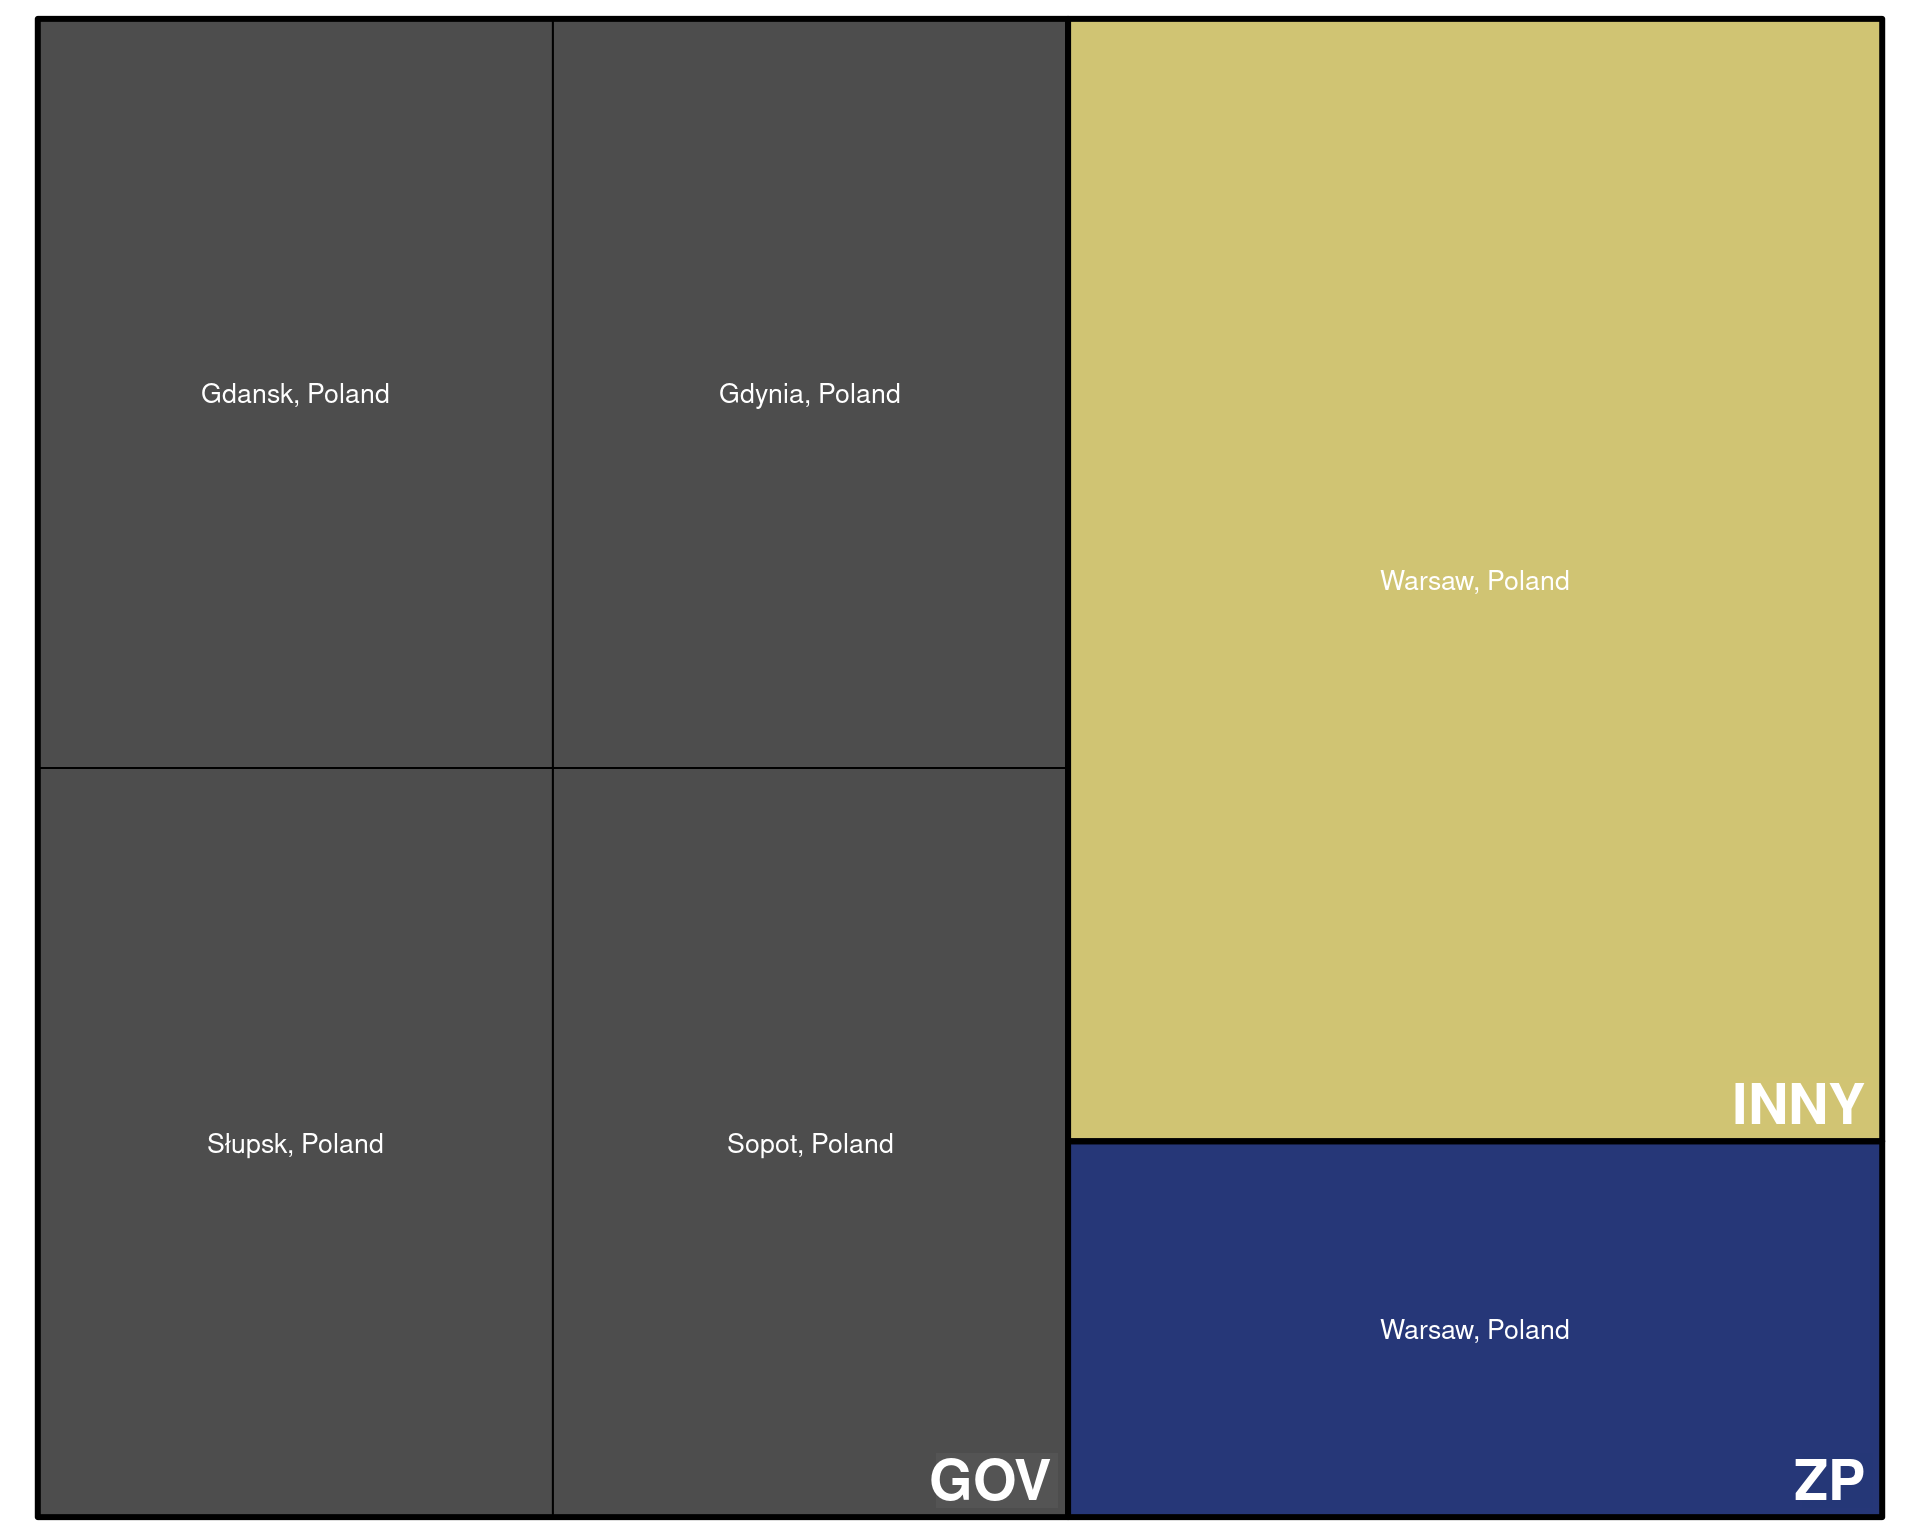 Gdansk, Poland
Gdynia, Poland
Słupsk, Poland
Sopot, Poland
GOV
Warsaw, Poland
INNY
Warsaw, Poland
ZP